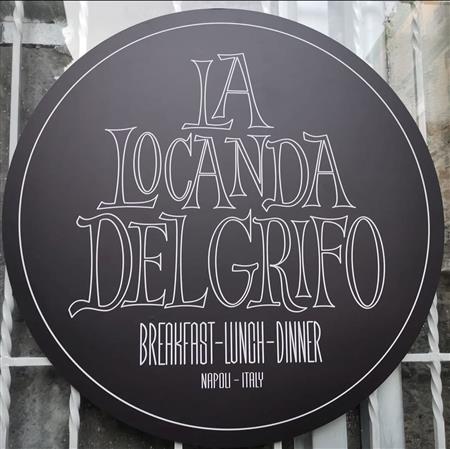 LA
LOCANDA
DEL GRIFO
BREAKFAST-LUNCH-DINNER
NAPOLI - ITALY